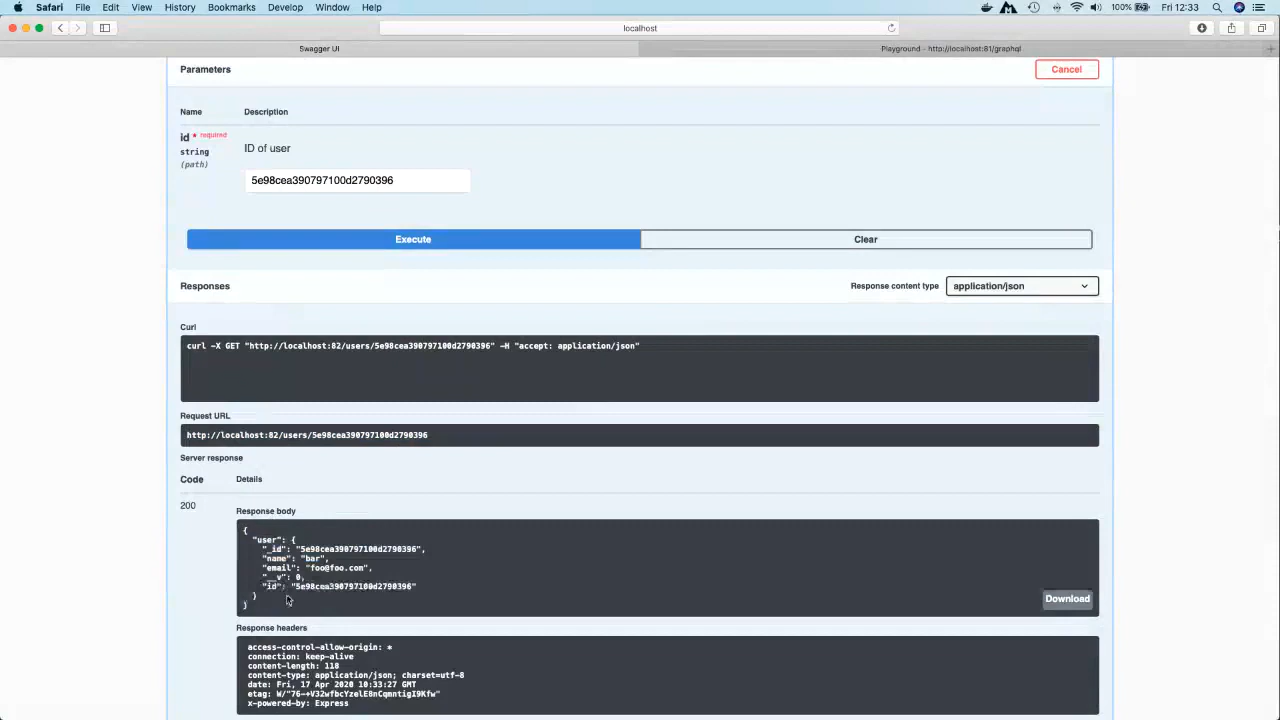 Safari File Edit View History Bookmarks Develop Window Help 100% Fri 12:33
localhost
Swagger UI Playground - http://localhost:81/graphql
Parameters Cancel
Name Description
id * required
string
(path)
ID of user
5e98cea390797100d2790396
Execute Clear
Responses Response content type application/json
Curl
curl -X GET "http://localhost:82/users/5e98cea390797100d2790396" -H "accept: application/json"
Request URL
http://localhost:82/users/5e98cea390797100d2790396
Server response
Code Details
200
Response body
{
"user": {
"_id": "5e98cea390797100d2790396",
"name": "bar",
"email": "foo@foo.com",
"__v": 0,
"id": "5e98cea390797100d2790396"
}
}
Download
Response headers
access-control-allow-origin: *
connection: keep-alive
content-length: 118
content-type: application/json; charset=utf-8
date: Fri, 17 Apr 2020 10:33:27 GMT
etag: W/"76-+V32wfbcYzelE8nCqmntigI9Kfw"
x-powered-by: Express